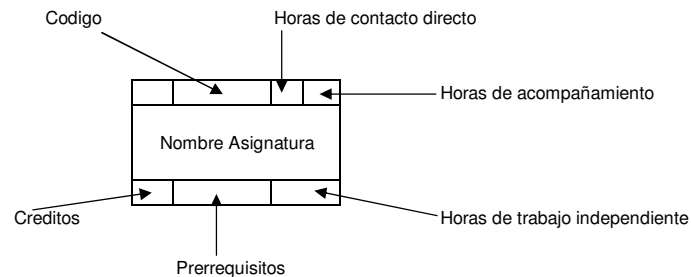 Codigo
Horas de contacto directo
Horas de acompañamiento
Nombre Asignatura
Creditos
Horas de trabajo independiente
Prerrequisitos